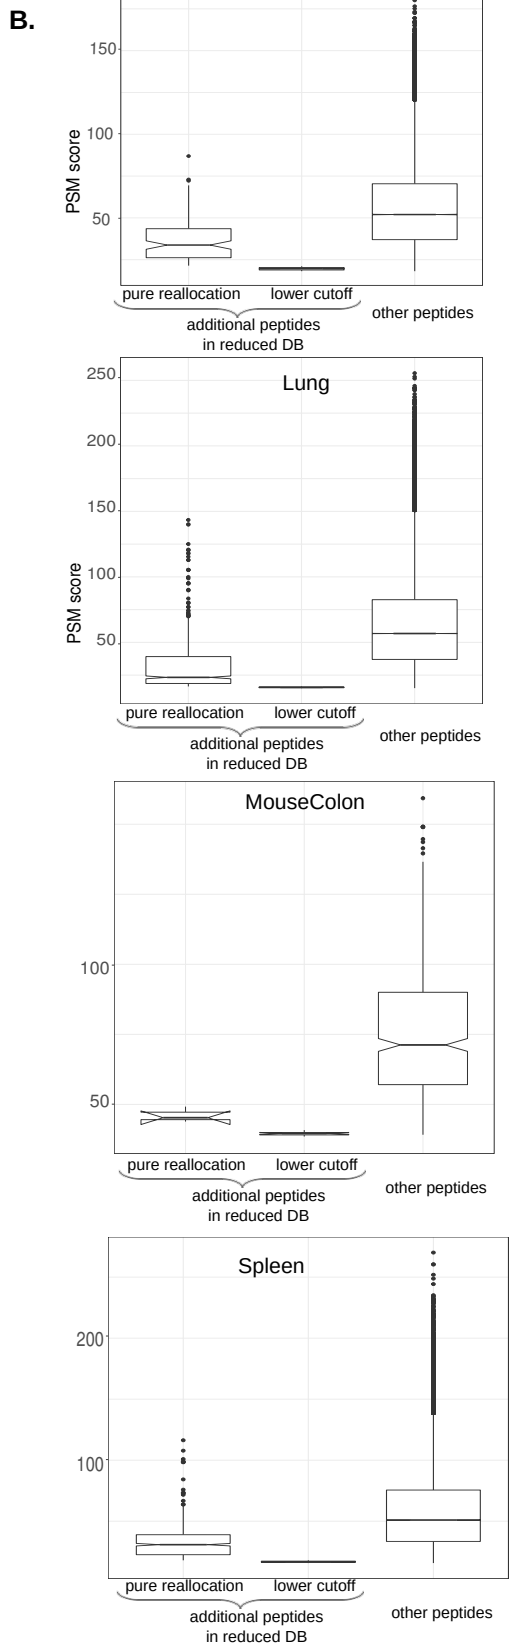 B.
150
100
50
PSM score
pure reallocation lower cutoff other peptides
additional peptides
in reduced DB
Lung
250
200
150
100
50
PSM score
pure reallocation lower cutoff other peptides
additional peptides
in reduced DB
MouseColon
100
50
pure reallocation lower cutoff other peptides
additional peptides
in reduced DB
Spleen
200
100
pure reallocation lower cutoff other peptides
additional peptides
in reduced DB